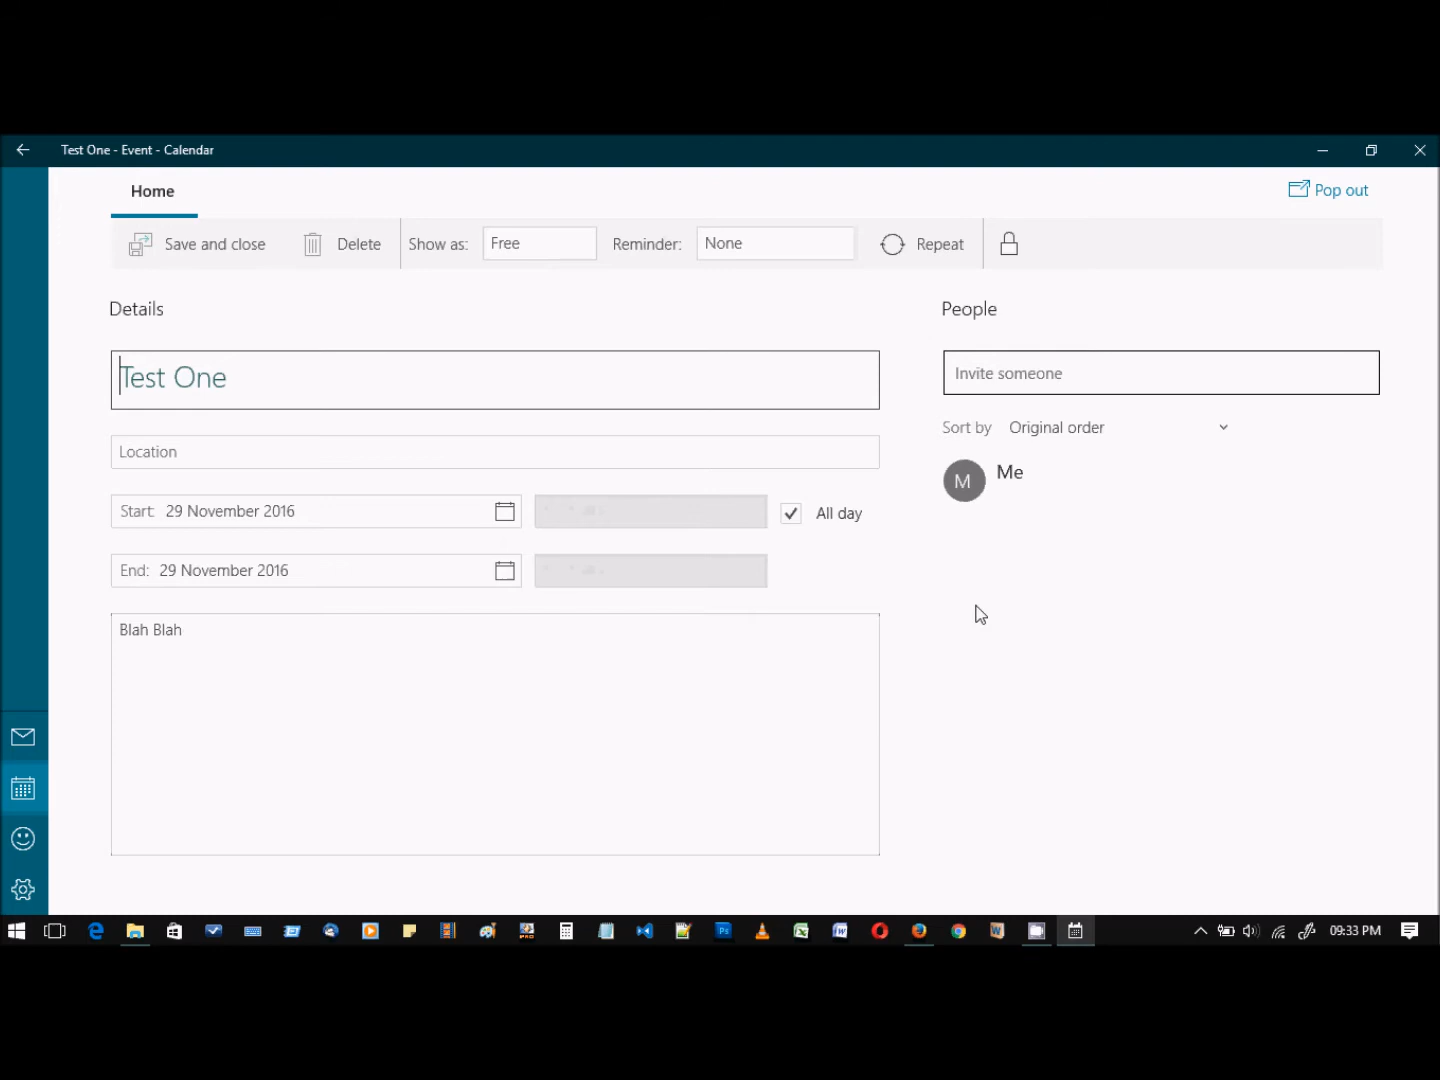 Test One - Event - Calendar
Home
Pop out
Save and close
Delete
Show as:
Free
Reminder:
None
Repeat
Details
People
Test One
Invite someone
Sort by Original order
Location
M Me
Start: 29 November 2016
All day
End: 29 November 2016
Blah Blah
09:33 PM